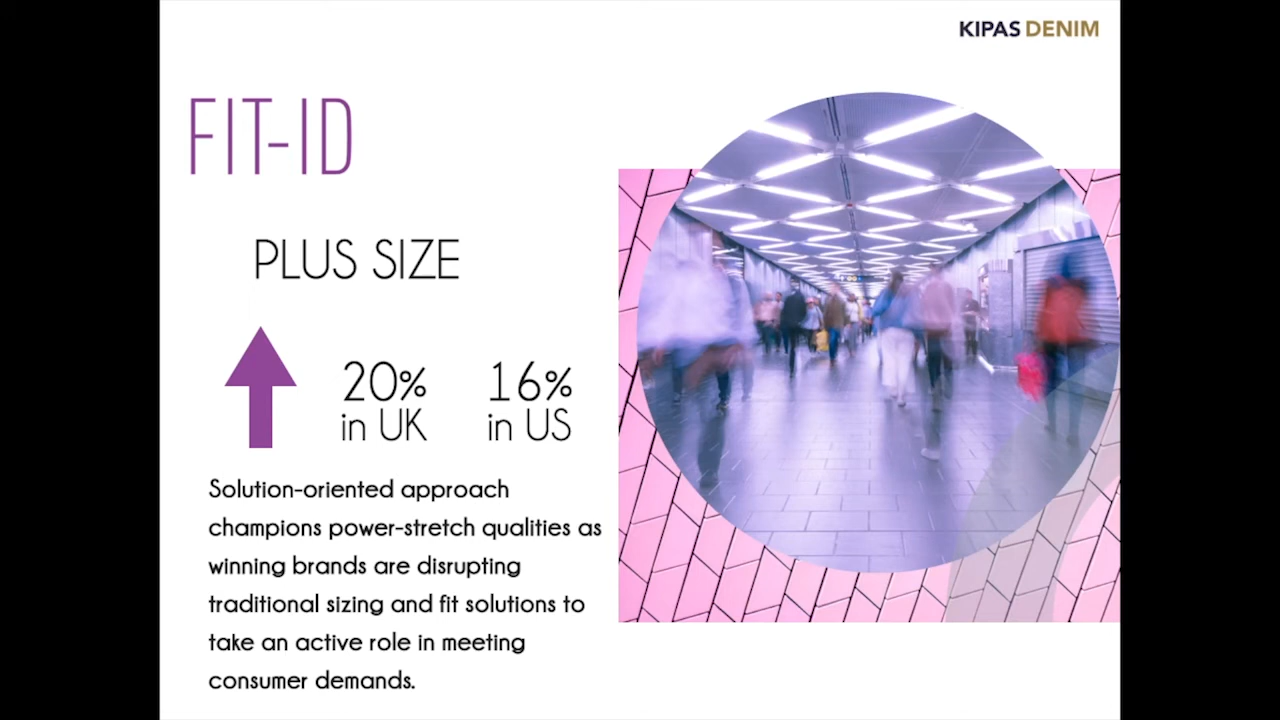 KIPAS DENIM
FIT-ID
PLUS SIZE
20% 16%
in UK in US
Solution-oriented approach
champions power-stretch qualities as
winning brands are disrupting
traditional sizing and fit solutions to
take an active role in meeting
consumer demands.